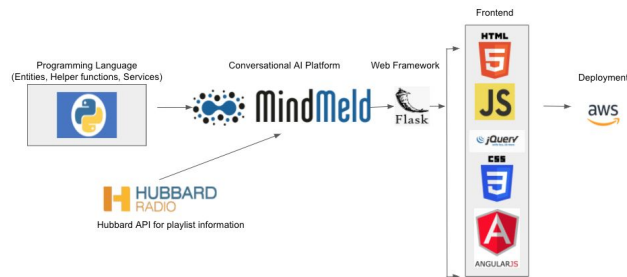 Frontend
Programming Language
(Entities, Helper functions, Services)
Conversational AI Platform
Web Framework
Deployment
HTML
5
MindMeld
Flask
JS
aws
jQuery
CSS
3
HUBBARD
RADIO
Hubbard API for playlist information
A
ANGULARJS